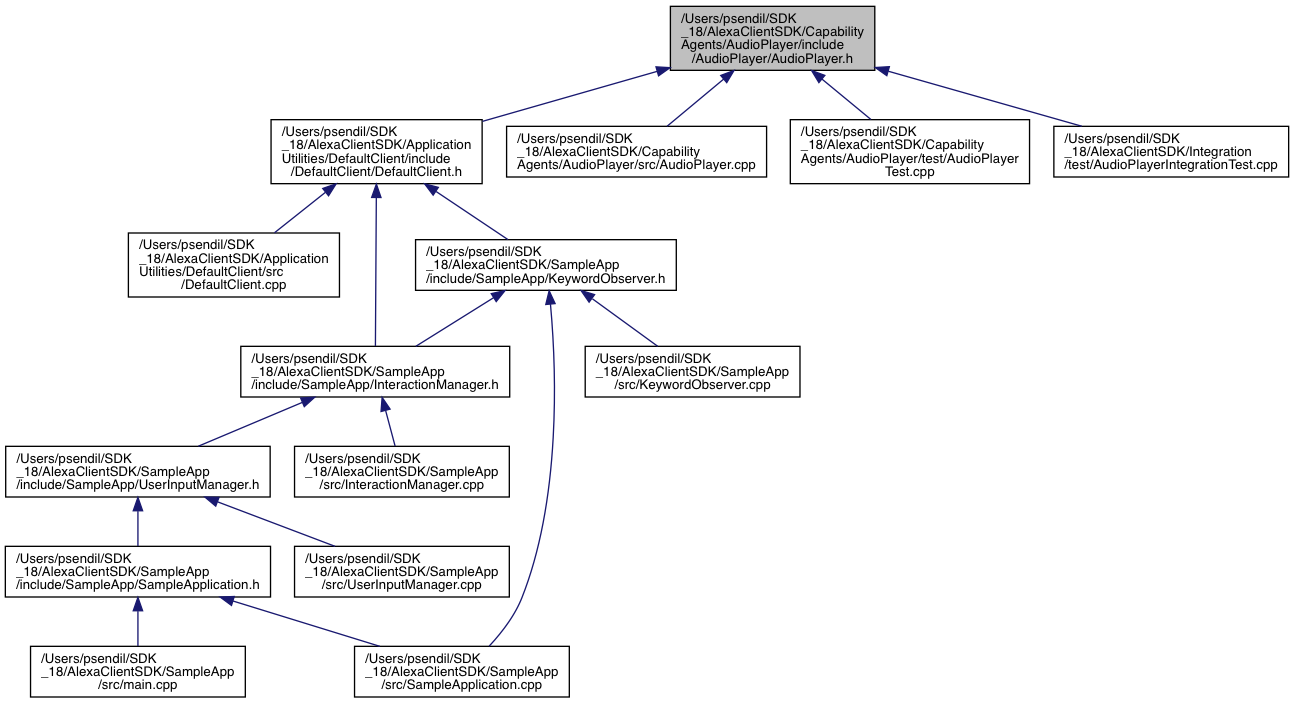 /Users/psendil/SDK
_18/AlexaClientSDK/Capability
Agents/AudioPlayer/include
/AudioPlayer/AudioPlayer.h
/Users/psendil/SDK
_18/AlexaClientSDK/Application
Utilities/DefaultClient/include
/DefaultClient/DefaultClient.h
/Users/psendil/SDK
_18/AlexaClientSDK/Capability
Agents/AudioPlayer/src/AudioPlayer.cpp
/Users/psendil/SDK
_18/AlexaClientSDK/Capability
Agents/AudioPlayer/test/AudioPlayer
Test.cpp
/Users/psendil/SDK
_18/AlexaClientSDK/Integration
/test/AudioPlayerIntegrationTest.cpp
/Users/psendil/SDK
_18/AlexaClientSDK/Application
Utilities/DefaultClient/src
/DefaultClient.cpp
/Users/psendil/SDK
_18/AlexaClientSDK/SampleApp
/include/SampleApp/KeywordObserver.h
/Users/psendil/SDK
_18/AlexaClientSDK/SampleApp
/include/SampleApp/InteractionManager.h
/Users/psendil/SDK
_18/AlexaClientSDK/SampleApp
/src/KeywordObserver.cpp
/Users/psendil/SDK
_18/AlexaClientSDK/SampleApp
/include/SampleApp/UserInputManager.h
/Users/psendil/SDK
_18/AlexaClientSDK/SampleApp
/src/InteractionManager.cpp
/Users/psendil/SDK
_18/AlexaClientSDK/SampleApp
/include/SampleApp/SampleApplication.h
/Users/psendil/SDK
_18/AlexaClientSDK/SampleApp
/src/UserInputManager.cpp
/Users/psendil/SDK
_18/AlexaClientSDK/SampleApp
/src/main.cpp
/Users/psendil/SDK
_18/AlexaClientSDK/SampleApp
/src/SampleApplication.cpp